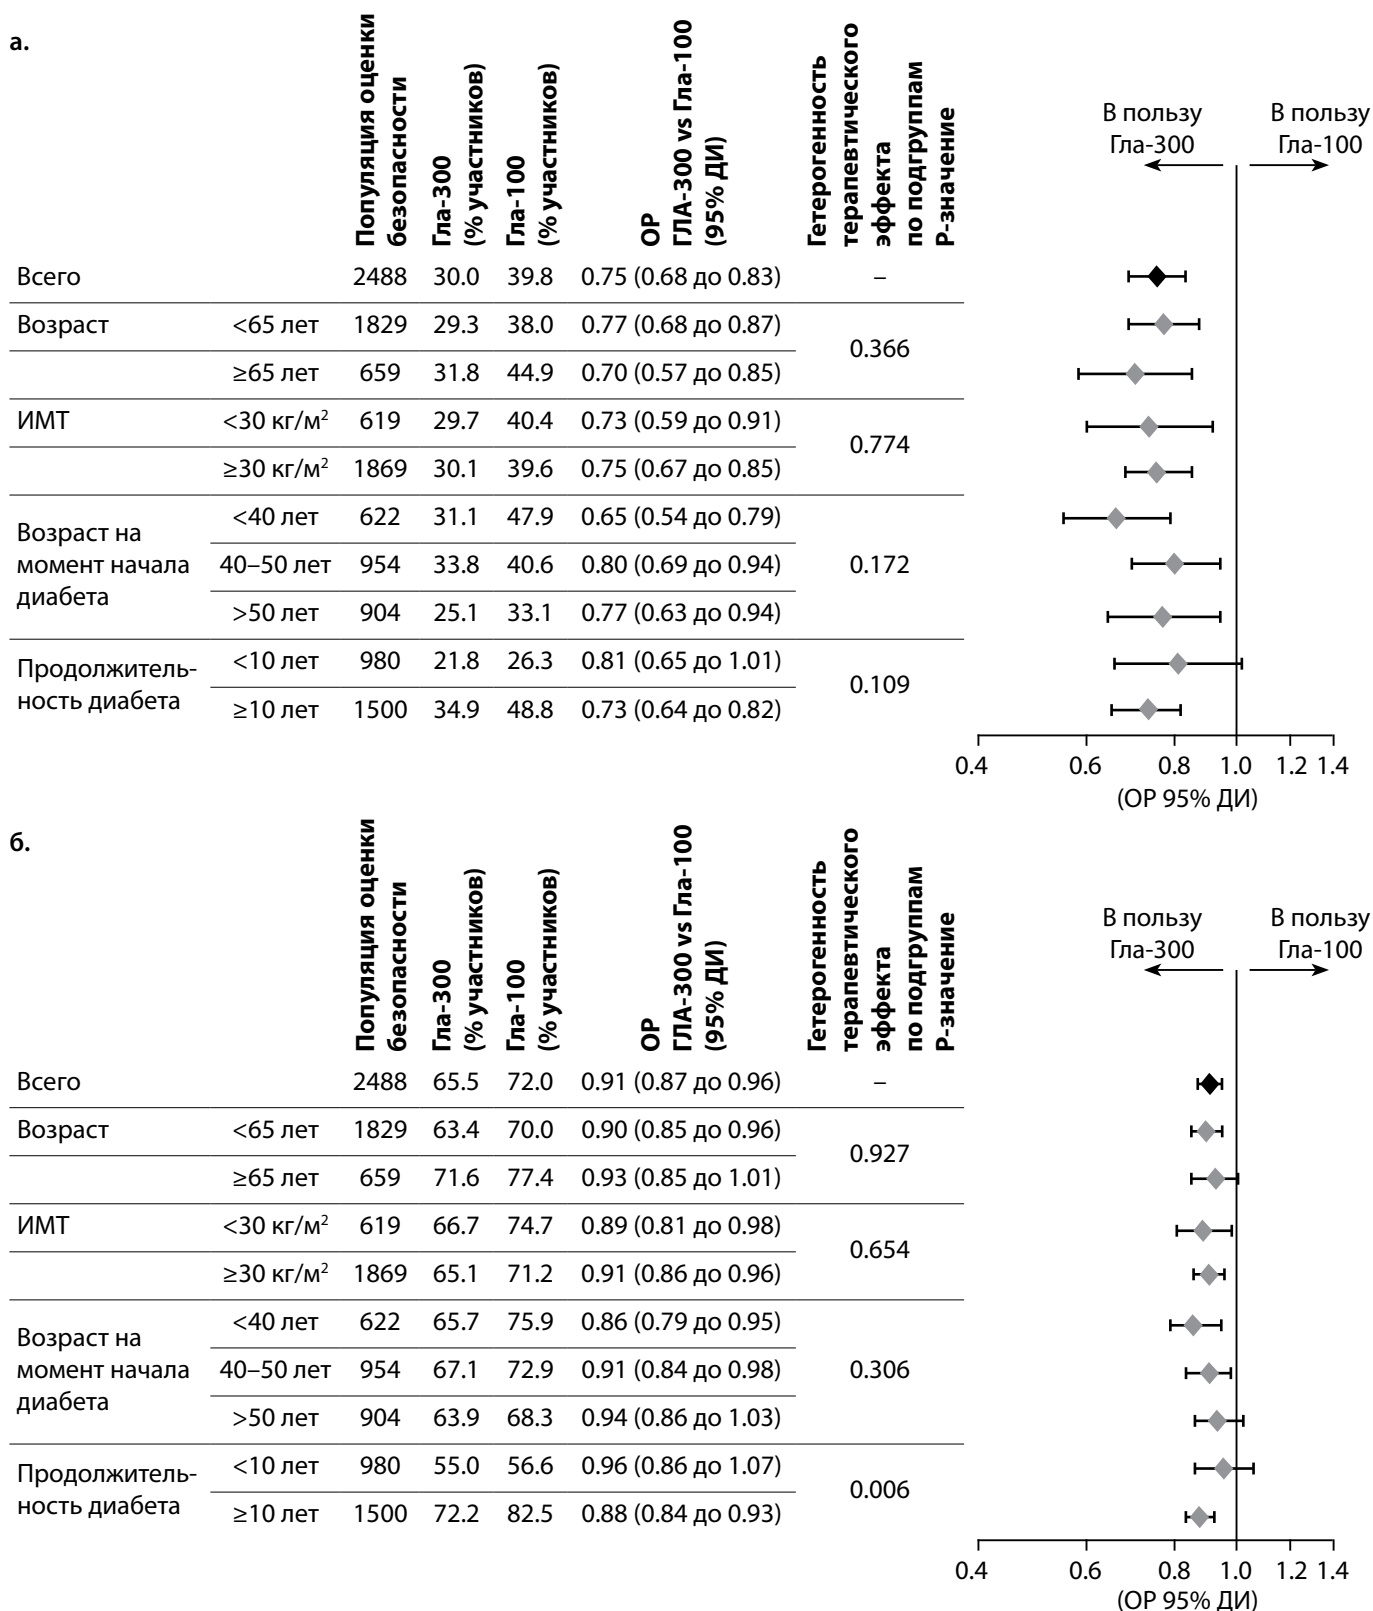 а.
Популяция оценки
безопасности
Гла-300
(% участников)
Гла-100
(% участников)
ОР
ГЛА-300 vs Гла-100
(95% ДИ)
Гетерогенность
терапевтического
эффекта
по подгруппам
Р-значение
В пользу
Гла-300
В пользу
Гла-100
Всего 2488 30.0 39.8 0.75 (0.68 до 0.83) –
Возраст <65 лет 1829 29.3 38.0 0.77 (0.68 до 0.87)
0.366
≥65 лет 659 31.8 44.9 0.70 (0.57 до 0.85)
ИМТ <30 кг/м² 619 29.7 40.4 0.73 (0.59 до 0.91)
0.774
≥30 кг/м² 1869 30.1 39.6 0.75 (0.67 до 0.85)
Возраст на
момент начала
диабета
<40 лет 622 31.1 47.9 0.65 (0.54 до 0.79)
40–50 лет 954 33.8 40.6 0.80 (0.69 до 0.94) 0.172
>50 лет 904 25.1 33.1 0.77 (0.63 до 0.94)
Продолжитель-
ность диабета
<10 лет 980 21.8 26.3 0.81 (0.65 до 1.01)
0.109
≥10 лет 1500 34.9 48.8 0.73 (0.64 до 0.82)
0.4 0.6 0.8 1.0 1.2 1.4
(ОР 95% ДИ)
б.
Популяция оценки
безопасности
Гла-300
(% участников)
Гла-100
(% участников)
ОР
ГЛА-300 vs Гла-100
(95% ДИ)
Гетерогенность
терапевтического
эффекта
по подгруппам
Р-значение
В пользу
Гла-300
В пользу
Гла-100
Всего 2488 65.5 72.0 0.91 (0.87 до 0.96) –
Возраст <65 лет 1829 63.4 70.0 0.90 (0.85 до 0.96)
0.927
≥65 лет 659 71.6 77.4 0.93 (0.85 до 1.01)
ИМТ <30 кг/м² 619 66.7 74.7 0.89 (0.81 до 0.98)
0.654
≥30 кг/м² 1869 65.1 71.2 0.91 (0.86 до 0.96)
Возраст на
момент начала
диабета
<40 лет 622 65.7 75.9 0.86 (0.79 до 0.95)
40–50 лет 954 67.1 72.9 0.91 (0.84 до 0.98) 0.306
>50 лет 904 63.9 68.3 0.94 (0.86 до 1.03)
Продолжитель-
ность диабета
<10 лет 980 55.0 56.6 0.96 (0.86 до 1.07)
0.006
≥10 лет 1500 72.2 82.5 0.88 (0.84 до 0.93)
0.4 0.6 0.8 1.0 1.2 1.4
(ОР 95% ДИ)